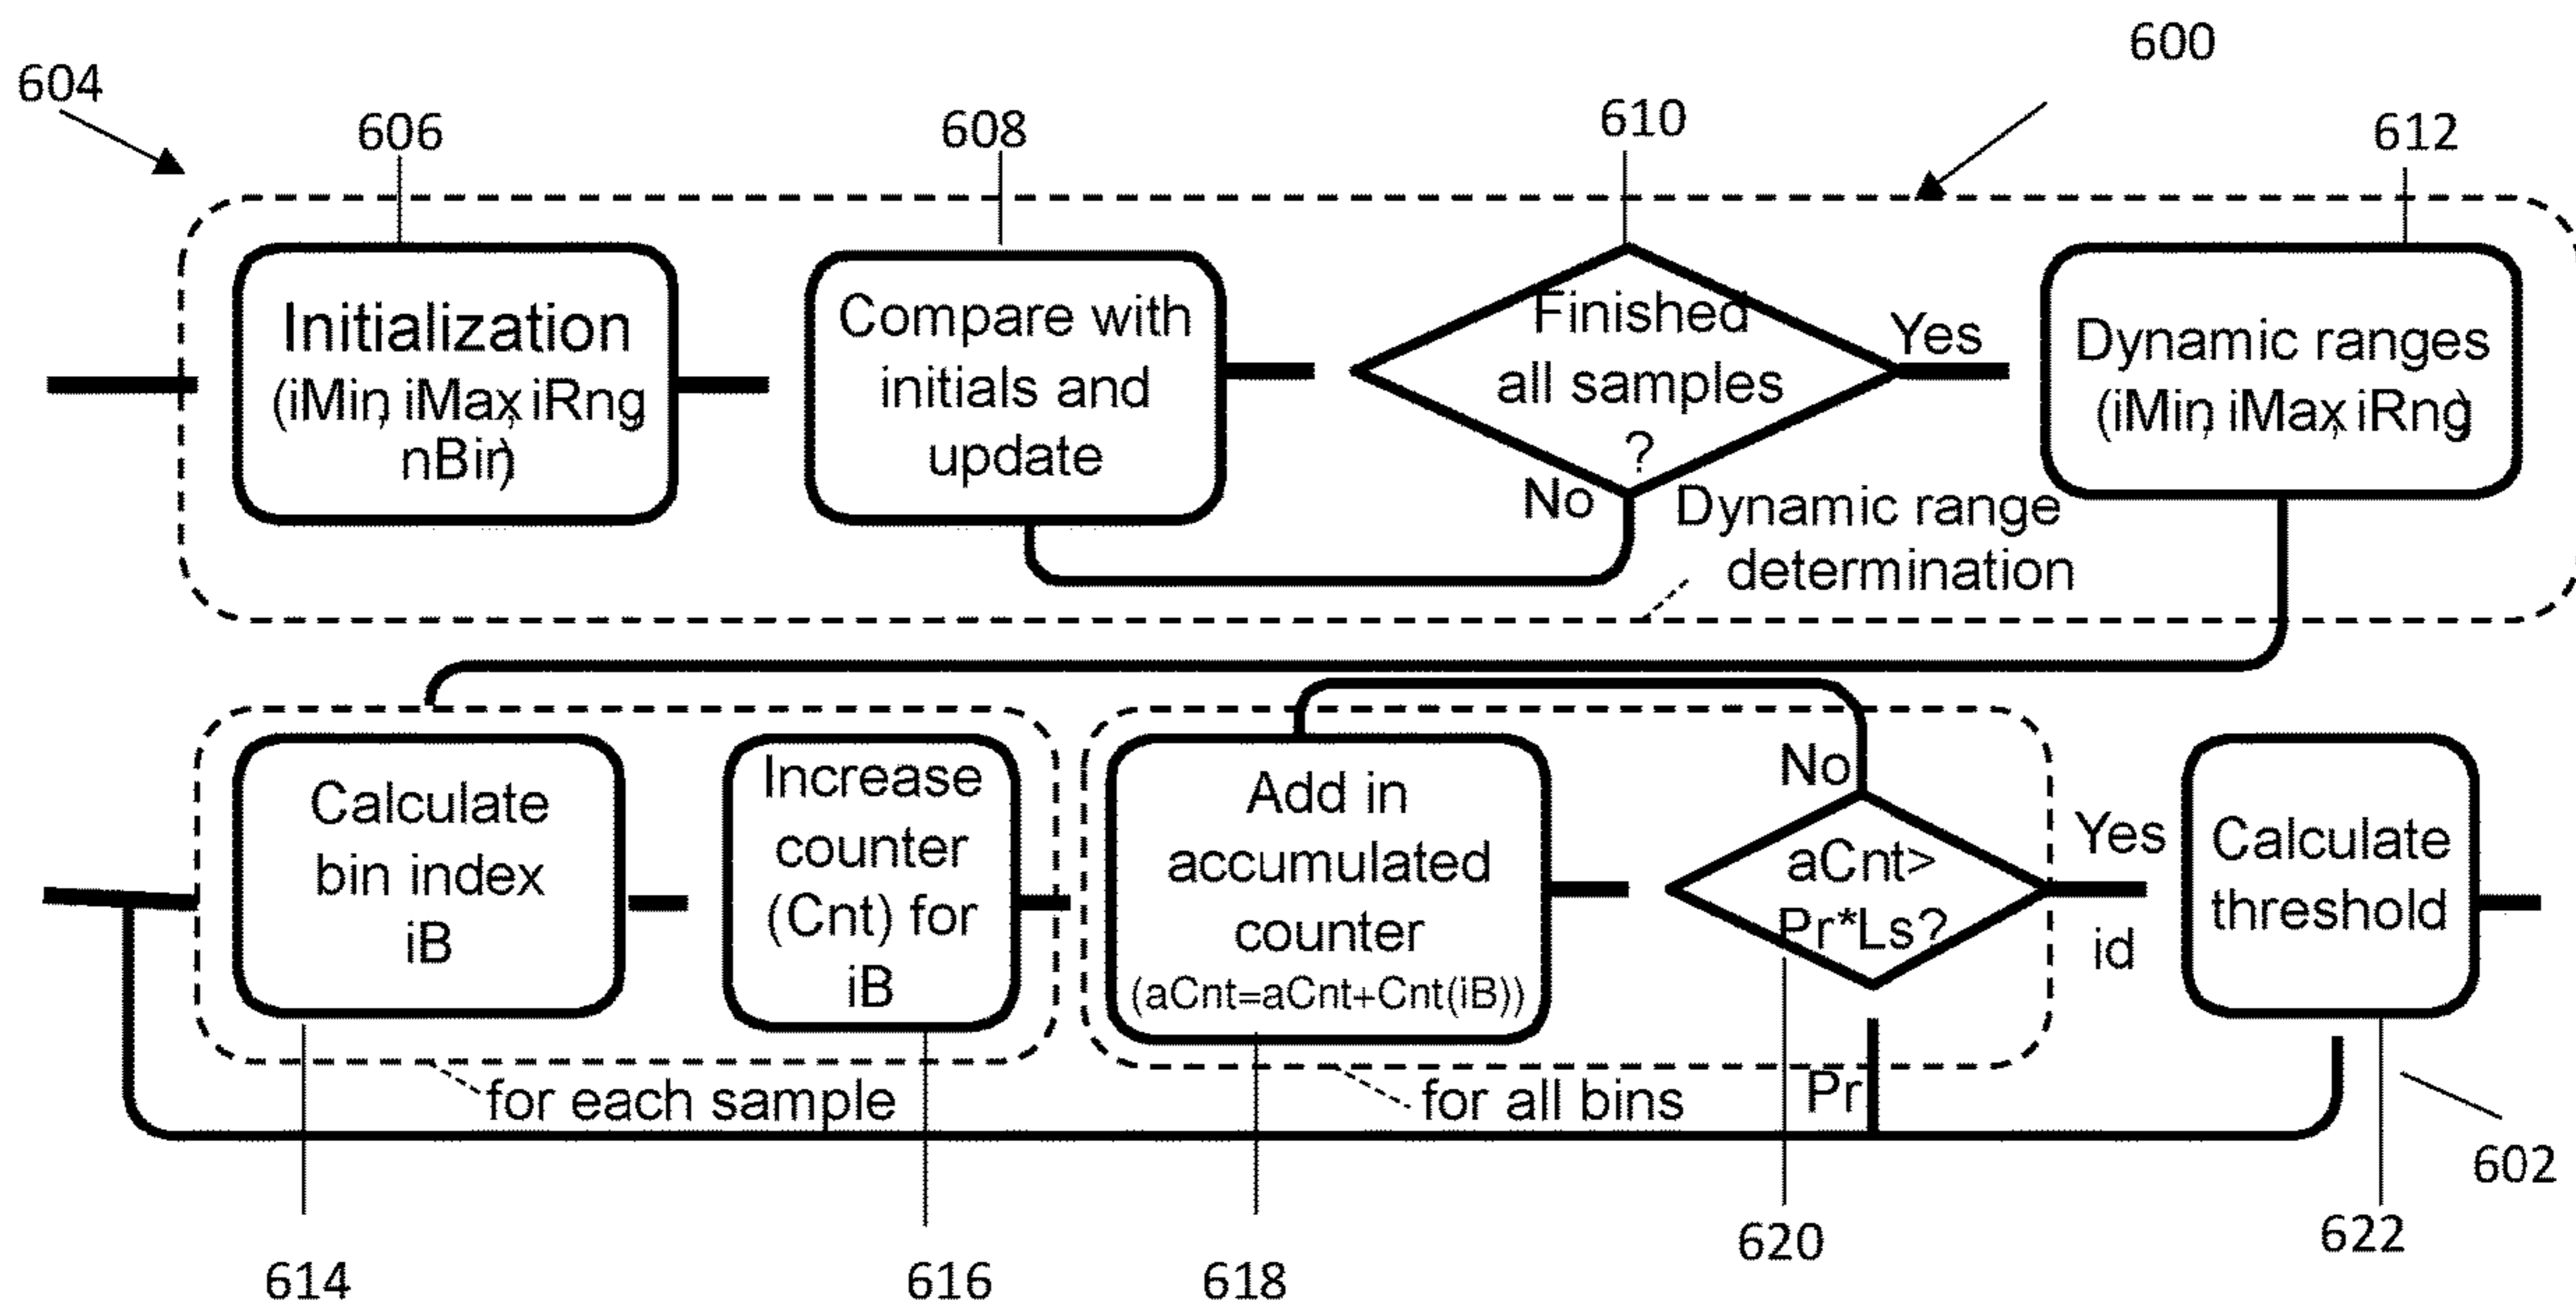 600
604
606
608
610
612
Initialization
(iMin, iMax, iRng,
nBin)
Compare with
initials and
update
Finished
all samples
?
Yes
No
Dynamic ranges
(iMin, iMax, iRng)
Dynamic range
determination
Calculate
bin index
iB
Increase
counter
(Cnt) for
iB
Add in
accumulated
counter
(aCnt=aCnt+Cnt(iB))
No
aCnt>
Pr*Ls?
Yes
id
Calculate
threshold
for each sample
for all bins
Pr
602
614
616
618
620
622